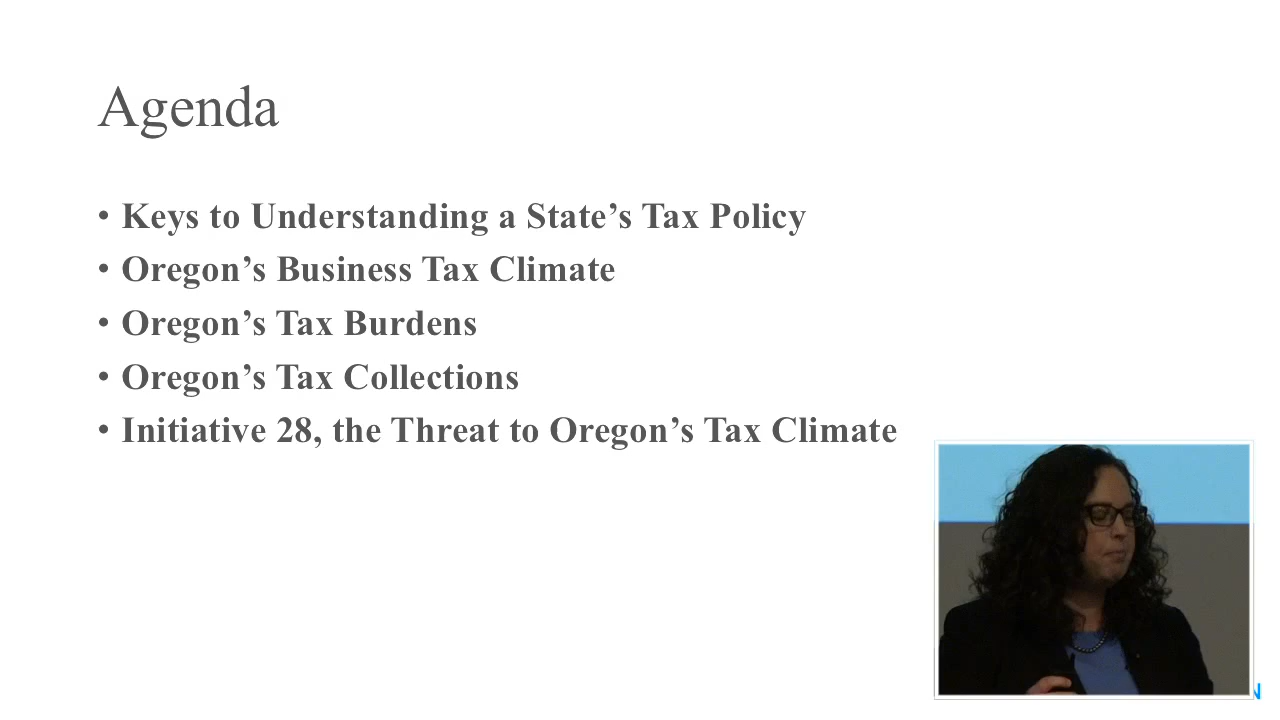 Agenda
• Keys to Understanding a State’s Tax Policy
• Oregon’s Business Tax Climate
• Oregon’s Tax Burdens
• Oregon’s Tax Collections
• Initiative 28, the Threat to Oregon’s Tax Climate
N